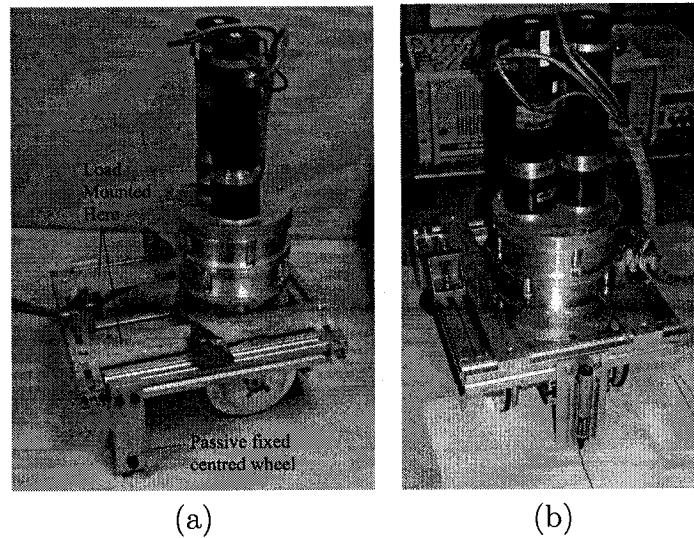 Load
Mounted
Here
Passive fixed
centred wheel
(a)
(b)